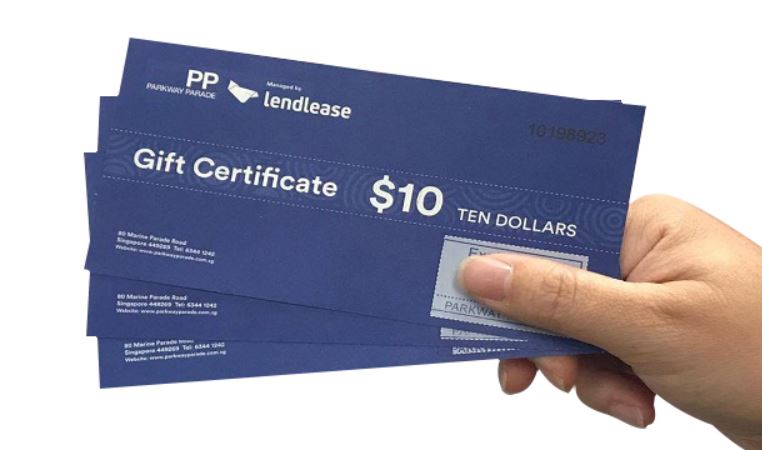 PP
PARKWAY PARADE
Managed by
lendlease
10198923
Gift Certificate $10 TEN DOLLARS
80 Marine Parade Road
Singapore 449269 Tel: 6344 1242
Website: www.parkwayparade.com.sg
PARKWAY
80 Marine Parade Road
Singapore 449269 Tel: 6344 1242
Website: www.parkwayparade.com.sg
80 Marine Parade
Singapore 449269 Tel: 6344 1242
Website: www.parkwayparade.com.sg